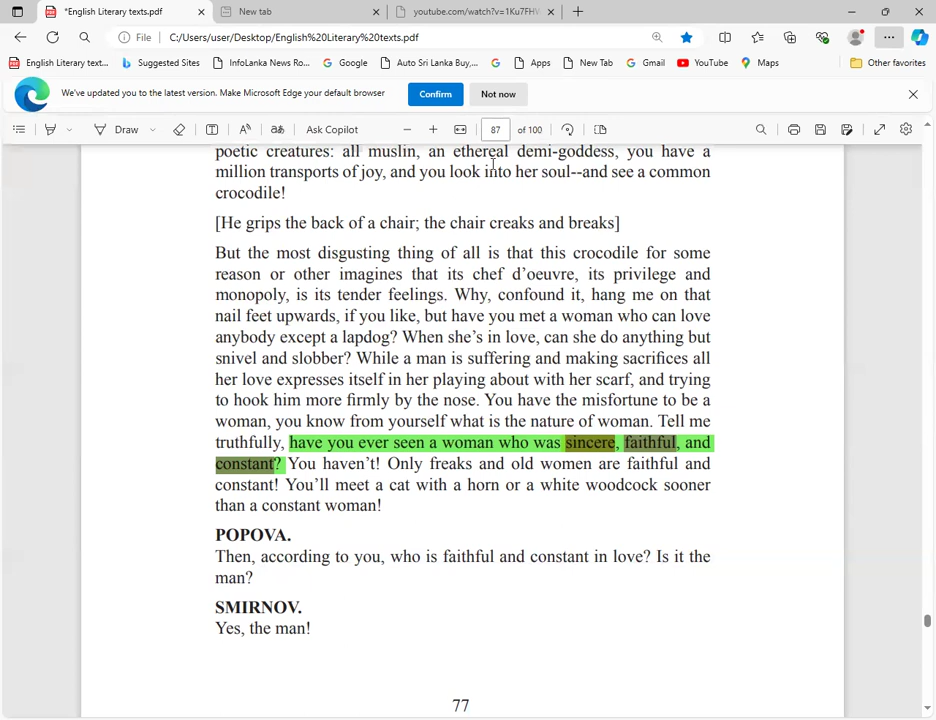 *English Literary texts.pdf
New tab
youtube.com/watch?v=1Ku7FHV
File
C:/Users/user/Desktop/English%20Literary%20texts.pdf
English Literary text...
Suggested Sites
InfoLanka News Ro...
Google
Auto Sri Lanka Buy,...
Apps
New Tab
Gmail
YouTube
Maps
Other favorites
We've updated you to the latest version. Make Microsoft Edge your default browser
Confirm
Not now
Draw
Ask Copilot
87
of 100
poetic creatures: all muslin, an ethereal demi-goddess, you have a
million transports of joy, and you look into her soul--and see a common
crocodile!
[He grips the back of a chair; the chair creaks and breaks]
But the most disgusting thing of all is that this crocodile for some
reason or other imagines that its chef d’oeuvre, its privilege and
monopoly, is its tender feelings. Why, confound it, hang me on that
nail feet upwards, if you like, but have you met a woman who can love
anybody except a lapdog? When she’s in love, can she do anything but
snivel and slobber? While a man is suffering and making sacrifices all
her love expresses itself in her playing about with her scarf, and trying
to hook him more firmly by the nose. You have the misfortune to be a
woman, you know from yourself what is the nature of woman. Tell me
truthfully, have you ever seen a woman who was sincere, faithful, and
constant? You haven’t! Only freaks and old women are faithful and
constant! You’ll meet a cat with a horn or a white woodcock sooner
than a constant woman!
POPOVA.
Then, according to you, who is faithful and constant in love? Is it the
man?
SMIRNOV.
Yes, the man!
77